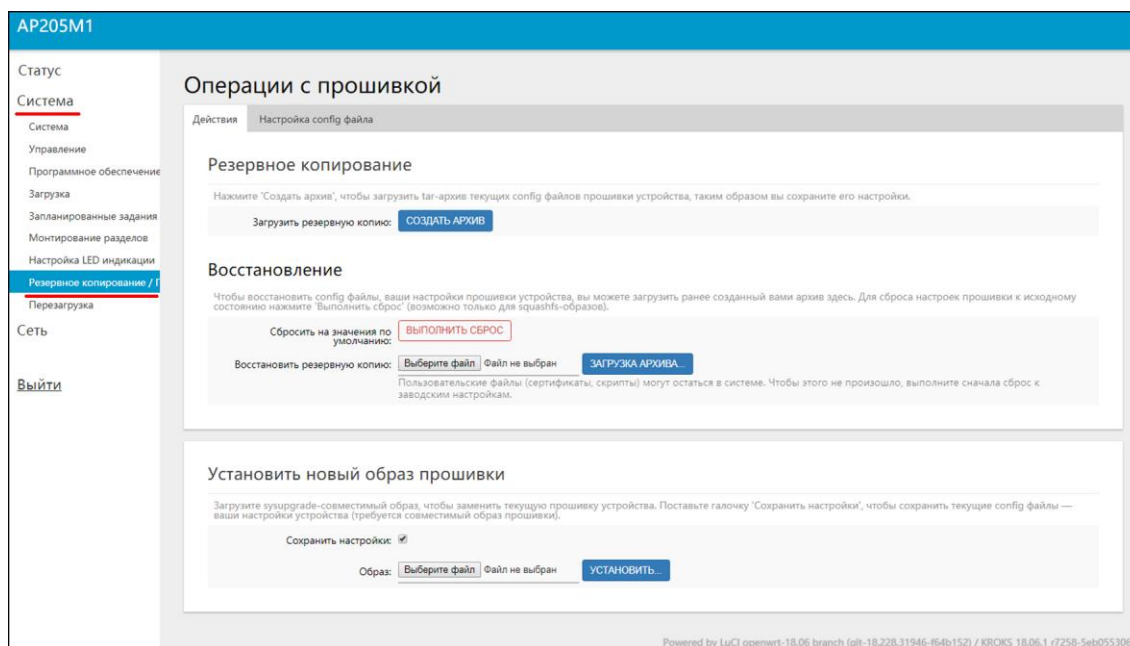 AP205M1
Статус
Система
Система
Управление
Программное обеспечение
Загрузка
Запланированные задания
Монтирование разделов
Настройка LED индикации
Резервное копирование /
Перезагрузка
Сеть
Выйти
Операции с прошивкой
Действия Настройка config файла
Резервное копирование
Нажмите 'Создать архив', чтобы загрузить tar-архив текущих config файлов прошивки устройства, таким образом вы сохраните его настройки.
Загрузить резервную копию: СОЗДАТЬ АРХИВ
Восстановление
Чтобы восстановить config файлы, ваши настройки прошивки устройства, вы можете загрузить ранее созданный вами архив здесь. Для сброса настроек прошивки к исходному
состоянию нажмите 'Выполнить сброс' (возможно только для squashfs-образов).
Сбросить на значения по
умолчанию:
ВЫПОЛНИТЬ СБРОС
Восстановить резервную копию: Выберите файл Файл не выбран ЗАГРУЗКА АРХИВА...
Пользовательские файлы (сертификаты, скрипты) могут остаться в системе. Чтобы этого не произошло, выполните сначала сброс к
заводским настройкам.
Установить новый образ прошивки
Загрузите sysupgrade-совместимый образ, чтобы заменить текущую прошивку устройства. Поставьте галочку 'Сохранить настройки', чтобы сохранить текущие config файлы —
ваши настройки устройства (требуется совместимый образ прошивки).
Сохранить настройки:
Образ: Выберите файл Файл не выбран УСТАНОВИТЬ...
Powered by LuCI openwrt-18.06 branch (git-18.228.31946-f64b152) / KROKS 18.06.1 r7258-5eb055306